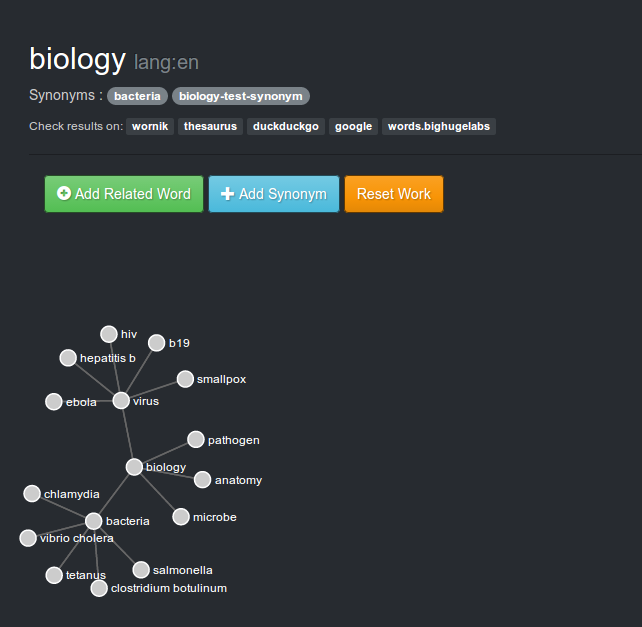 biology lang:en
Synonyms : bacteria biology-test-synonym
Check results on: wornik thesaurus duckduckgo google words.bighugelabs
Add Related Word Add Synonym Reset Work
hiv
b19
hepatitis b
smallpox
ebola virus
pathogen
biology
anatomy
chlamydia
microbe
bacteria
vibrio cholera
salmonella
tetanus
clostridium botulinum